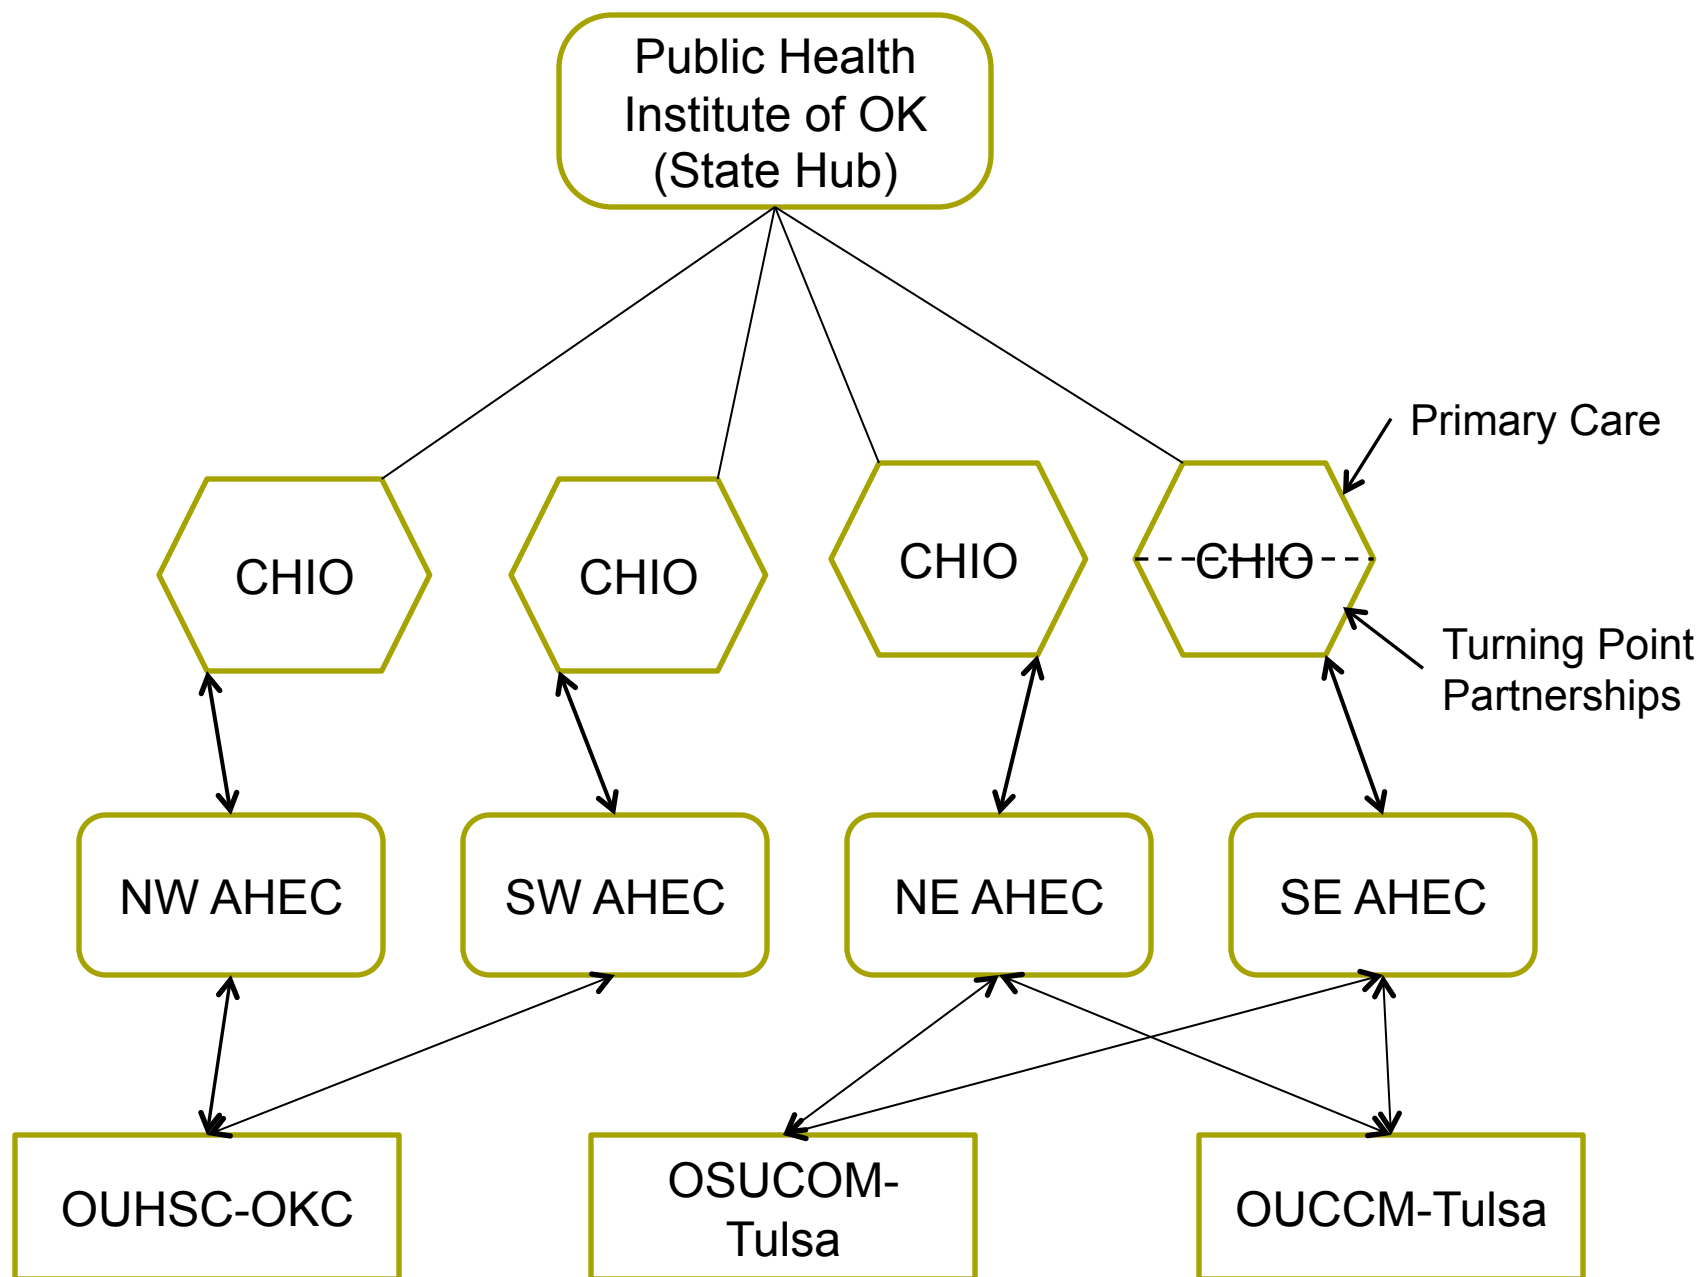 Public Health
Institute of OK
(State Hub)
Primary Care
CHIO
CHIO
CHIO
CHIO
Turning Point
Partnerships
NW AHEC
SW AHEC
NE AHEC
SE AHEC
OUHSC-OKC
OSUCOM-
Tulsa
OUCCM-Tulsa